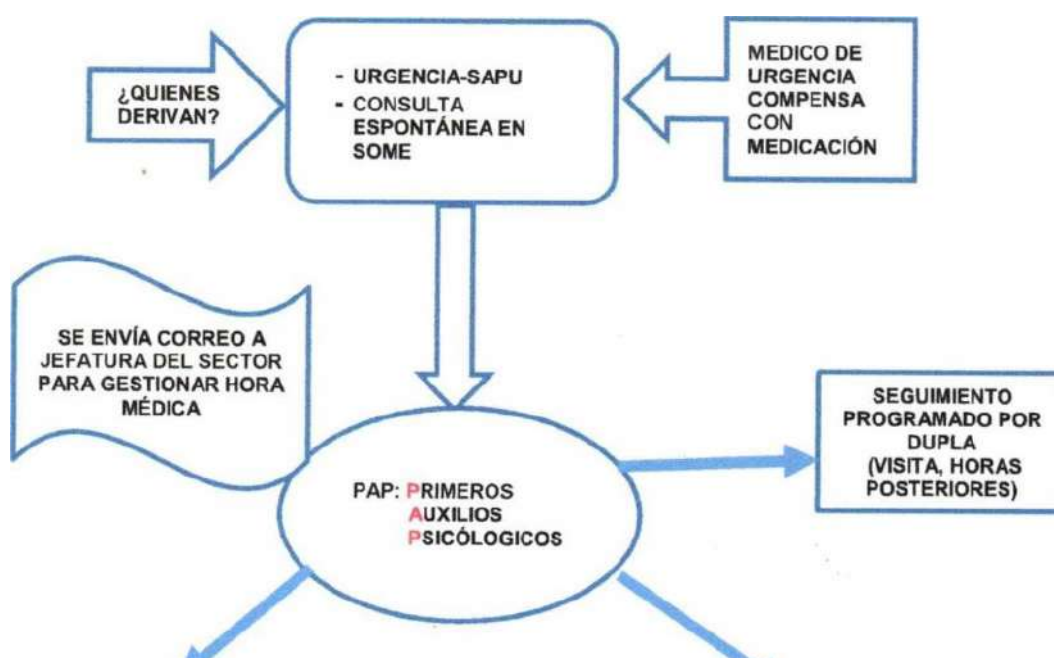 ¿QUIENES
DERIVAN?
- URGENCIA-SAPU
- CONSULTA
ESPONTÁNEA EN
SOME
MEDICO DE
URGENCIA
COMPENSA
CON
MEDICACIÓN
SE ENVÍA CORREO A
JEFATURA DEL SECTOR
PARA GESTIONAR HORA
MÉDICA
PAP: PRIMEROS
AUXILIOS
PSICÓLOGICOS
SEGUIMIENTO
PROGRAMADO POR
DUPLA
(VISITA, HORAS
POSTERIORES)